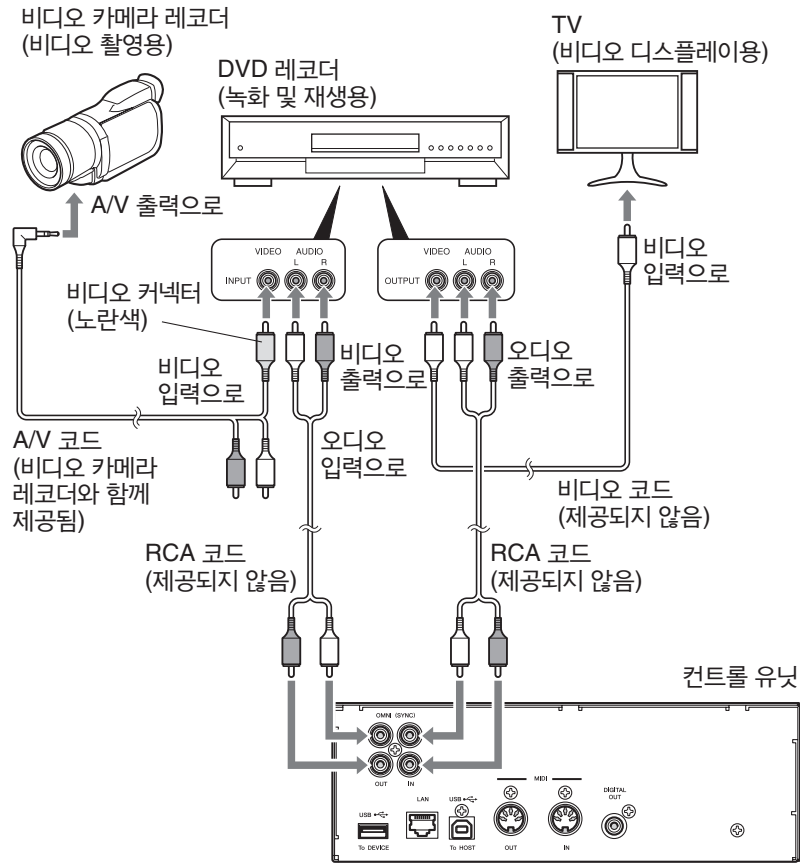 비디오 카메라 레코더
(비디오 촬영용)
DVD 레코더
(녹화 및 재생용)
TV
(비디오 디스플레이용)
A/V 출력으로
VIDEO AUDIO
L R
INPUT
VIDEO AUDIO
L R
OUTPUT
비디오
입력으로
비디오 커넥터
(노란색)
비디오
입력으로
비디오
출력으로
오디오
출력으로
A/V 코드
(비디오 카메라
레코더와 함께
제공됨)
오디오
입력으로
비디오 코드
(제공되지 않음)
RCA 코드
(제공되지 않음)
RCA 코드
(제공되지 않음)
컨트롤 유닛
OMNI (SYNC)
OUT IN
MIDI
DIGITAL
OUT
USB
LAN
USB
To DEVICE
To HOST
OUT
IN